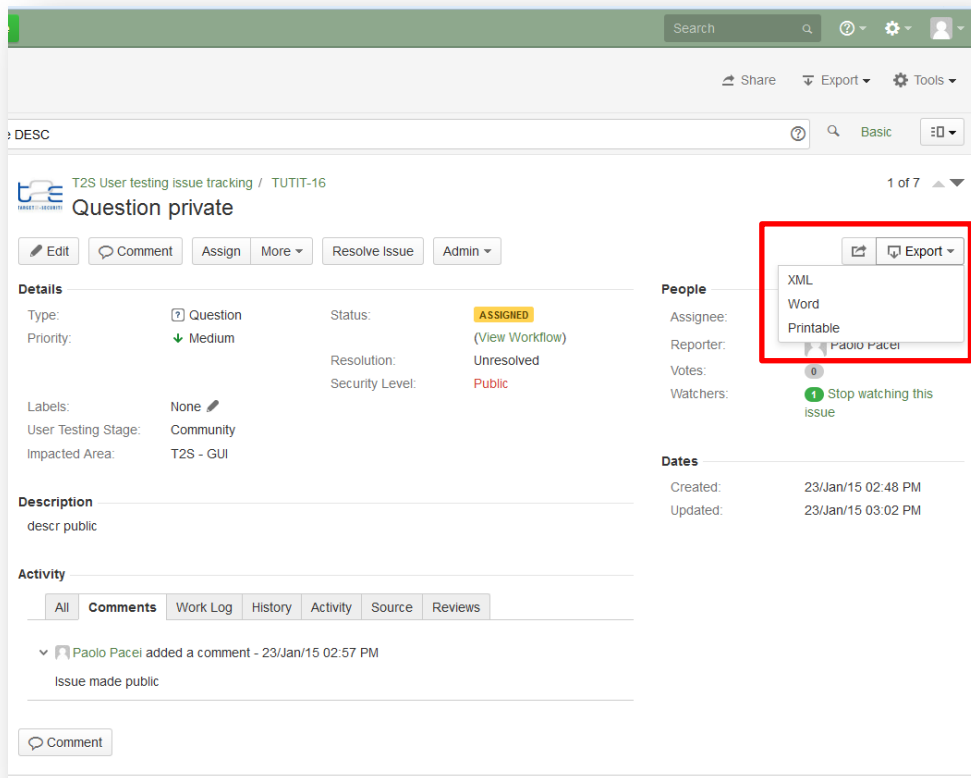 Search
Share Export Tools
DESC
Basic
T2S User testing issue tracking / TUTIT-16
Question private
1 of 7
Edit Comment Assign More Resolve Issue Admin
Export
XML
Word
Printable
Details
Type: Question
Status: ASSIGNED
Priority: Medium
(View Workflow)
Resolution: Unresolved
Security Level: Public
Labels: None
User Testing Stage: Community
Impacted Area: T2S - GUI
People
Assignee:
Reporter: Paolo Pacei
Votes: 0
Watchers: 1 Stop watching this
issue
Dates
Created: 23/Jan/15 02:48 PM
Updated: 23/Jan/15 03:02 PM
Description
descr public
Activity
All Comments Work Log History Activity Source Reviews
Paolo Pacei added a comment - 23/Jan/15 02:57 PM
Issue made public
Comment